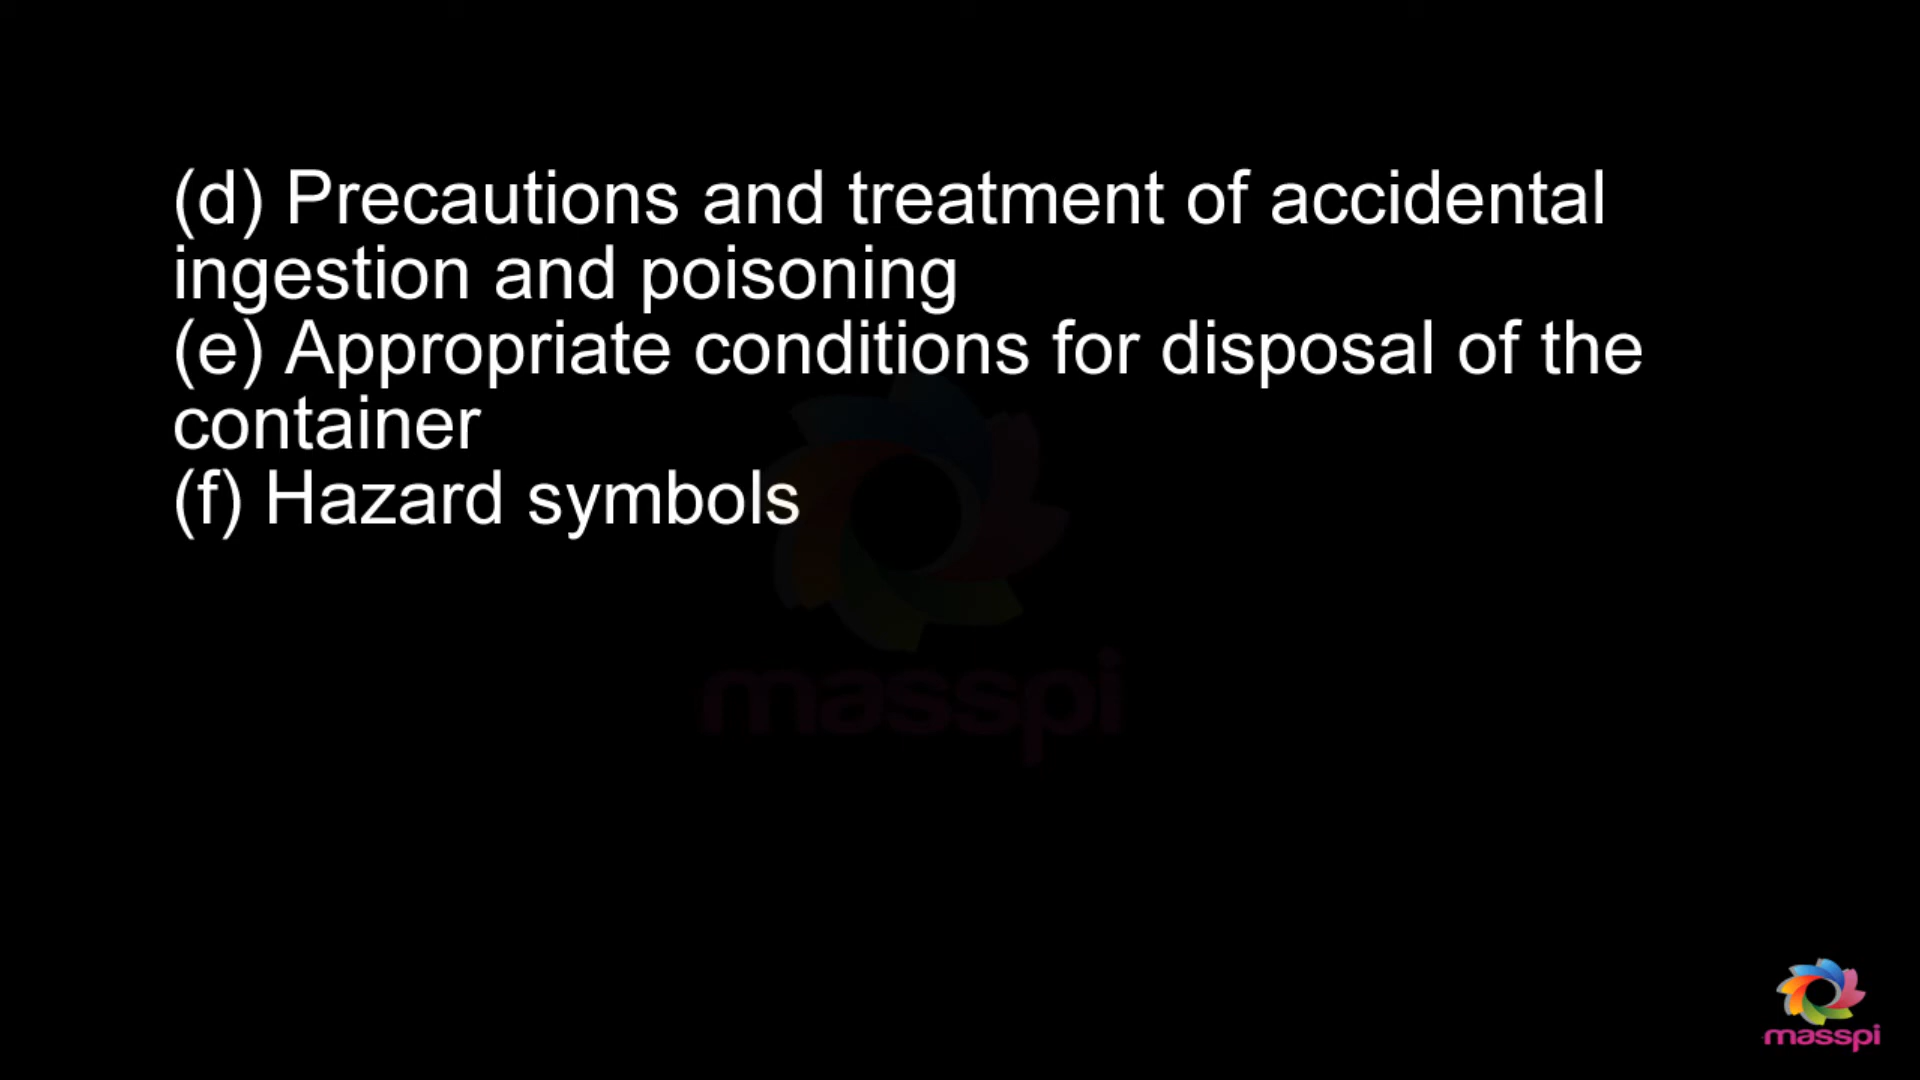 (d) Precautions and treatment of accidental
ingestion and poisoning
(e) Appropriate conditions for disposal of the
container
(f) Hazard symbols
masspi
masspi